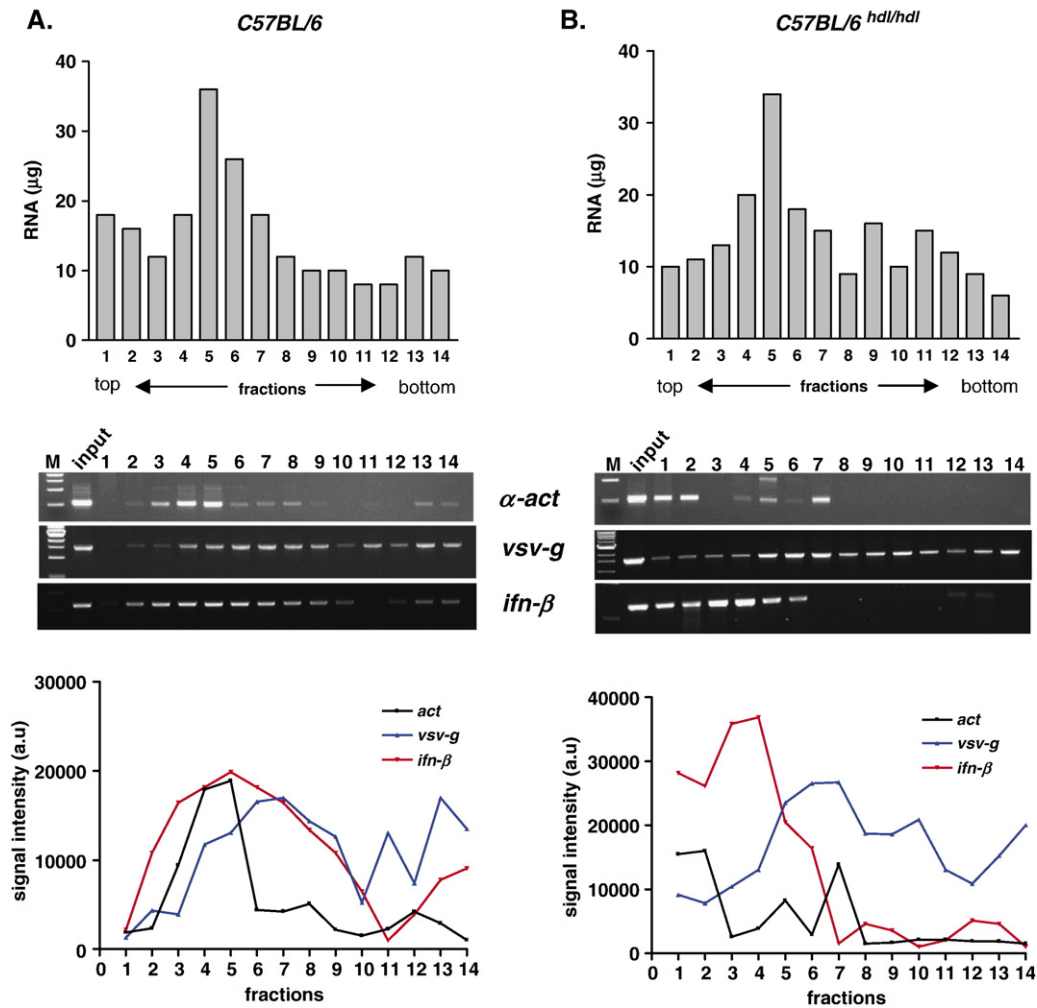 A.
C57BL/6
RNA (μg)
40
30
20
10
0
1 2 3 4 5 6 7 8 9 10 11 12 13 14
top fractions bottom
B.
C57BL/6 hdl/hdl
RNA (μg)
40
30
20
10
0
1 2 3 4 5 6 7 8 9 10 11 12 13 14
top fractions bottom
M input 1 2 3 4 5 6 7 8 9 10 11 12 13 14
M input 1 2 3 4 5 6 7 8 9 10 11 12 13 14
α-act
vsv-g
ifn-β
signal intensity (a.u)
30000
20000
10000
0
act
vsv-g
ifn-β
0 1 2 3 4 5 6 7 8 9 10 11 12 13 14
fractions
signal intensity (a.u)
40000
30000
20000
10000
0
act
vsv-g
ifn-β
0 1 2 3 4 5 6 7 8 9 10 11 12 13 14
fractions